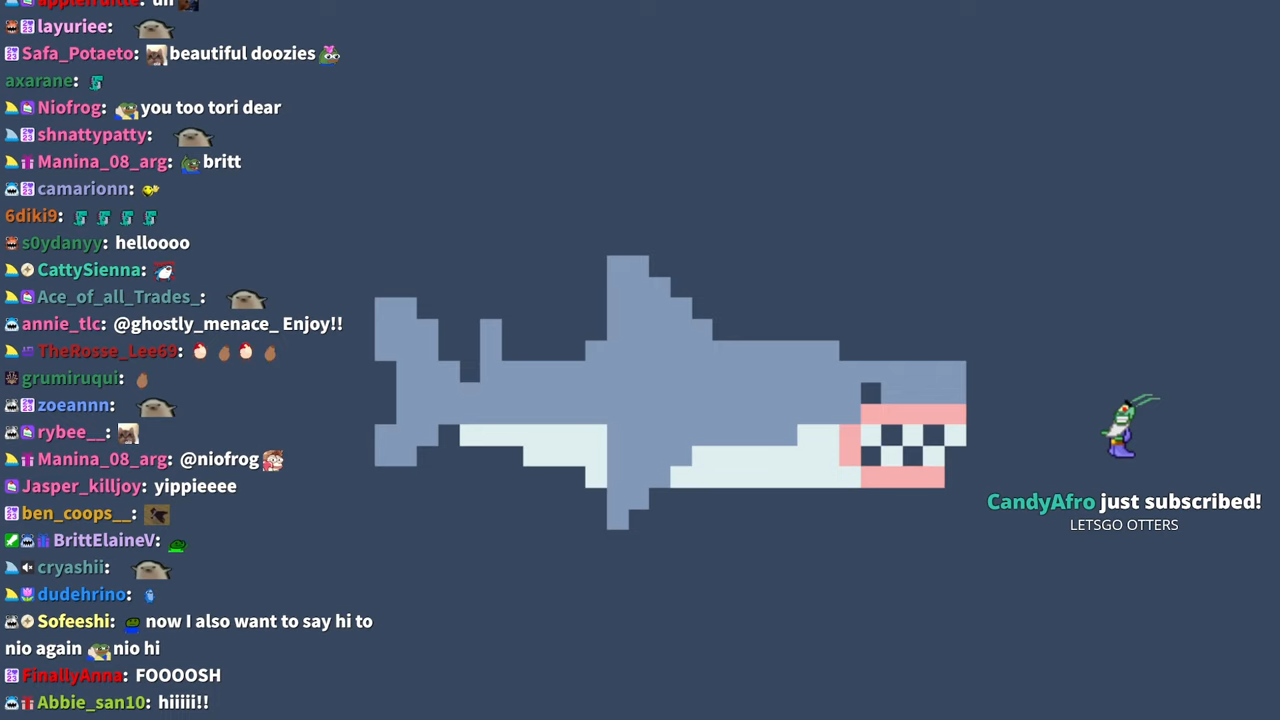 layuriee:
Safa_Potaeto: beautiful doozies
axarane:
Niofrog: you too tori dear
shnattypatty:
Manina_08_arg: britt
camarionn:
6diki9:
s0ydanyy: helloooo
CattySienna:
Ace_of_all_Trades_:
annie_tlc: @ghostly_menace_ Enjoy!!
TheRosse_Lee69:
grumiruqui:
zoeannn:
rybee__:
Manina_08_arg: @niofrog
Jasper_killjoy: yippieeee
ben_coops__:
BrittElaineV:
cryashii:
dudehrino:
Sofeeshi: now I also want to say hi to
nio again nio hi
FinallyAnna: FOOOOSH
Abbie_san10: hiiiii!!
CandyAfro just subscribed!
LETSGO OTTERS